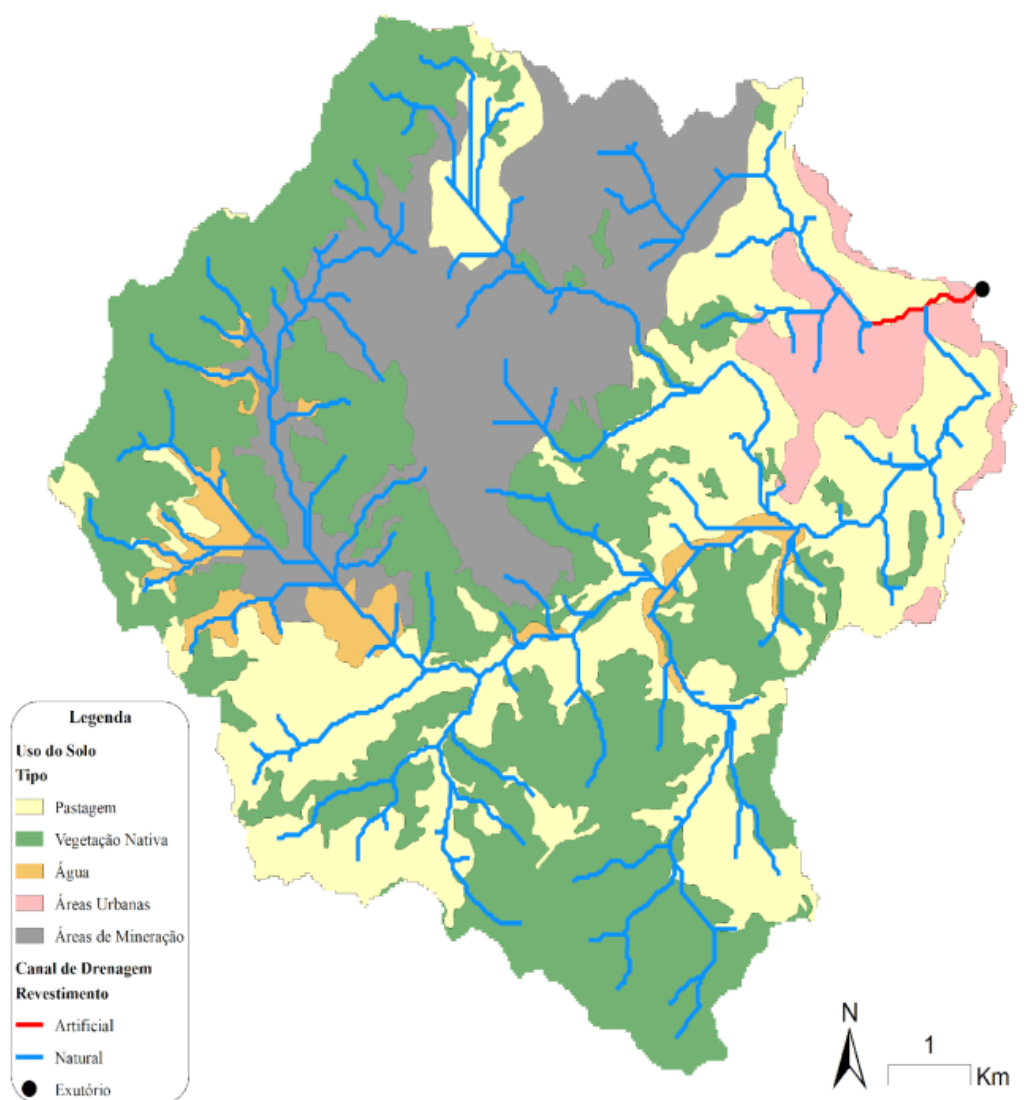 Legenda
Uso do Solo
Tipo
Pastagem
Vegetação Nativa
Água
Áreas Urbanas
Áreas de Mineração
Canal de Drenagem
Revestimento
Artificial
Natural
Exutório
N
1
Km